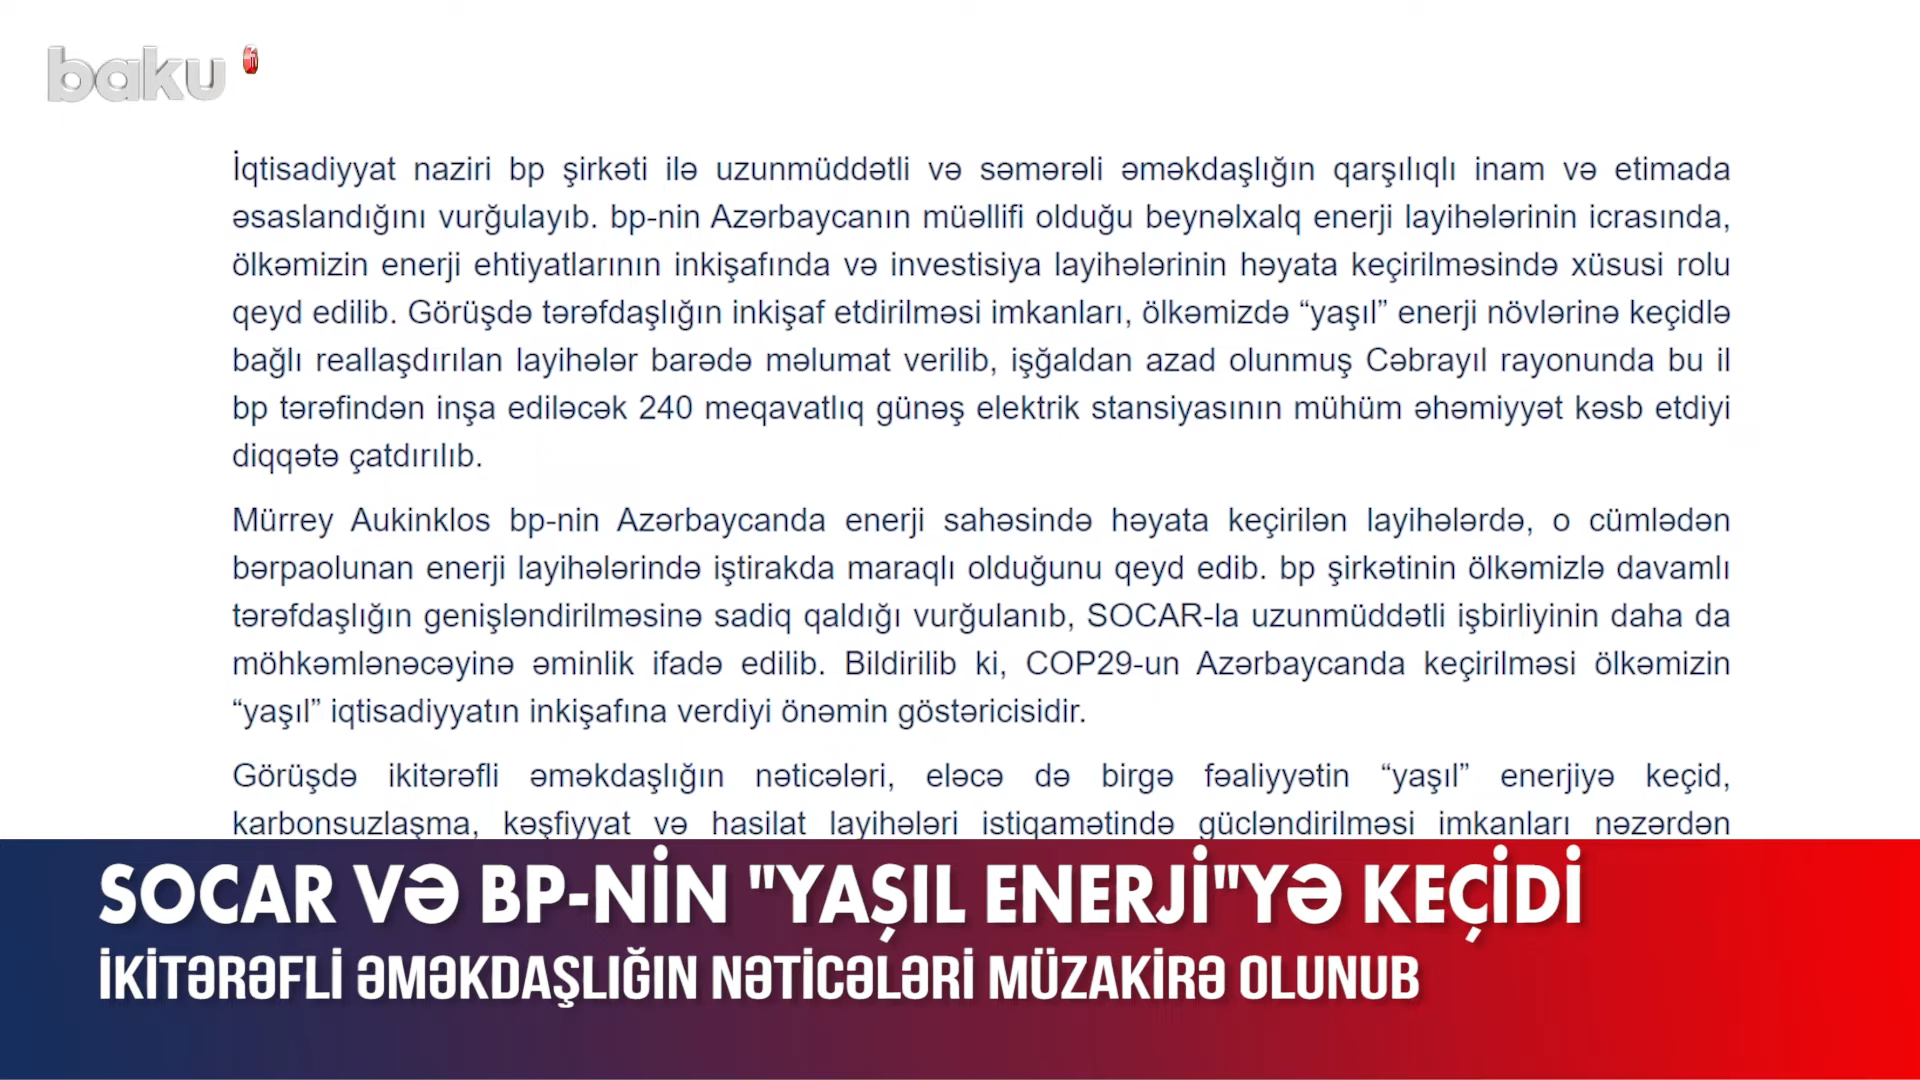 baku
İqtisadiyyat naziri bp şirkəti ilə uzunmüddətli və səmərəli əməkdaşlığın qarşılıqlı inam və etimada
əsaslandığını vurğulayıb. bp-nin Azərbaycanın müəllifi olduğu beynəlxalq enerji layihələrinin icrasında,
ölkəmizin enerji ehtiyatlarının inkişafında və investisiya layihələrinin həyata keçirilməsində xüsusi rolu
qeyd edilib. Görüşdə tərəfdaşlığın inkişaf etdirilməsi imkanları, ölkəmizdə “yaşıl” enerji növlərinə keçidlə
bağlı reallaşdırılan layihələr barədə məlumat verilib, işğaldan azad olunmuş Cəbrayıl rayonunda bu il
bp tərəfindən inşa ediləcək 240 meqavatlıq günəş elektrik stansiyasının mühüm əhəmiyyət kəsb etdiyi
diqqətə çatdırılıb.
Mürrey Aukinklos bp-nin Azərbaycanda enerji sahəsində həyata keçirilən layihələrdə, o cümlədən
bərpaolunan enerji layihələrində iştirakda maraqlı olduğunu qeyd edib. bp şirkətinin ölkəmizlə davamlı
tərəfdaşlığın genişləndirilməsinə sadiq qaldığı vurğulanıb, SOCAR-la uzunmüddətli işbirliyinin daha da
möhkəmlənəcəyinə əminlik ifadə edilib. Bildirilib ki, COP29-un Azərbaycanda keçirilməsi ölkəmizin
“yaşıl” iqtisadiyyatın inkişafına verdiyi önəmin göstəricisidir.
Görüşdə ikitərəfli əməkdaşlığın nəticələri, eləcə də birgə fəaliyyətin “yaşıl” enerjiyə keçid,
karbonsuzlaşma, kəşfiyyat və hasilat layihələri istiqamətində gücləndirilməsi imkanları nəzərdən
SOCAR VƏ BP-NİN "YAŞIL ENERJİ"YƏ KEÇİDİ
İKİTƏRƏFLİ ƏMƏKDAŞLIĞIN NƏTİCƏLƏRİ MÜZAKİRƏ OLUNUB